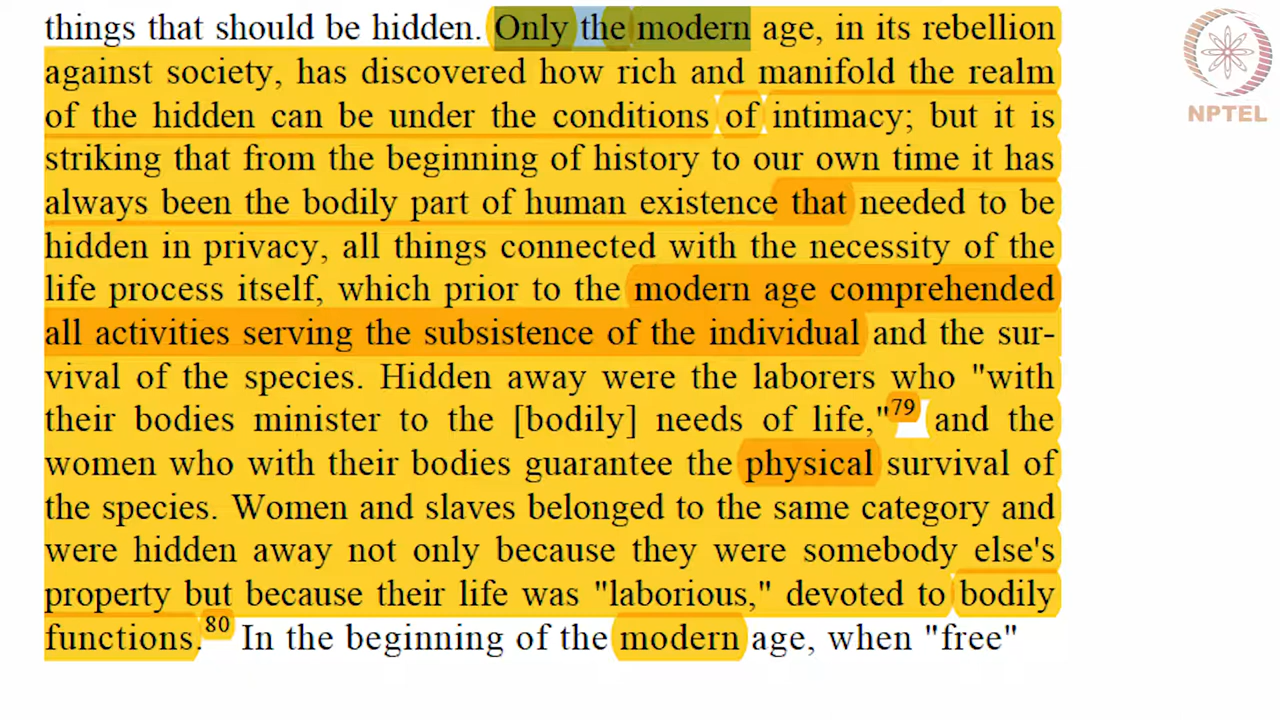 things that should be hidden. Only the modern age, in its rebellion
against society, has discovered how rich and manifold the realm
of the hidden can be under the conditions of intimacy; but it is
striking that from the beginning of history to our own time it has
always been the bodily part of human existence that needed to be
hidden in privacy, all things connected with the necessity of the
life process itself, which prior to the modern age comprehended
all activities serving the subsistence of the individual and the sur-
vival of the species. Hidden away were the laborers who "with
their bodies minister to the [bodily] needs of life,"79 and the
women who with their bodies guarantee the physical survival of
the species. Women and slaves belonged to the same category and
were hidden away not only because they were somebody else's
property but because their life was "laborious," devoted to bodily
functions.80 In the beginning of the modern age, when "free"
NPTEL